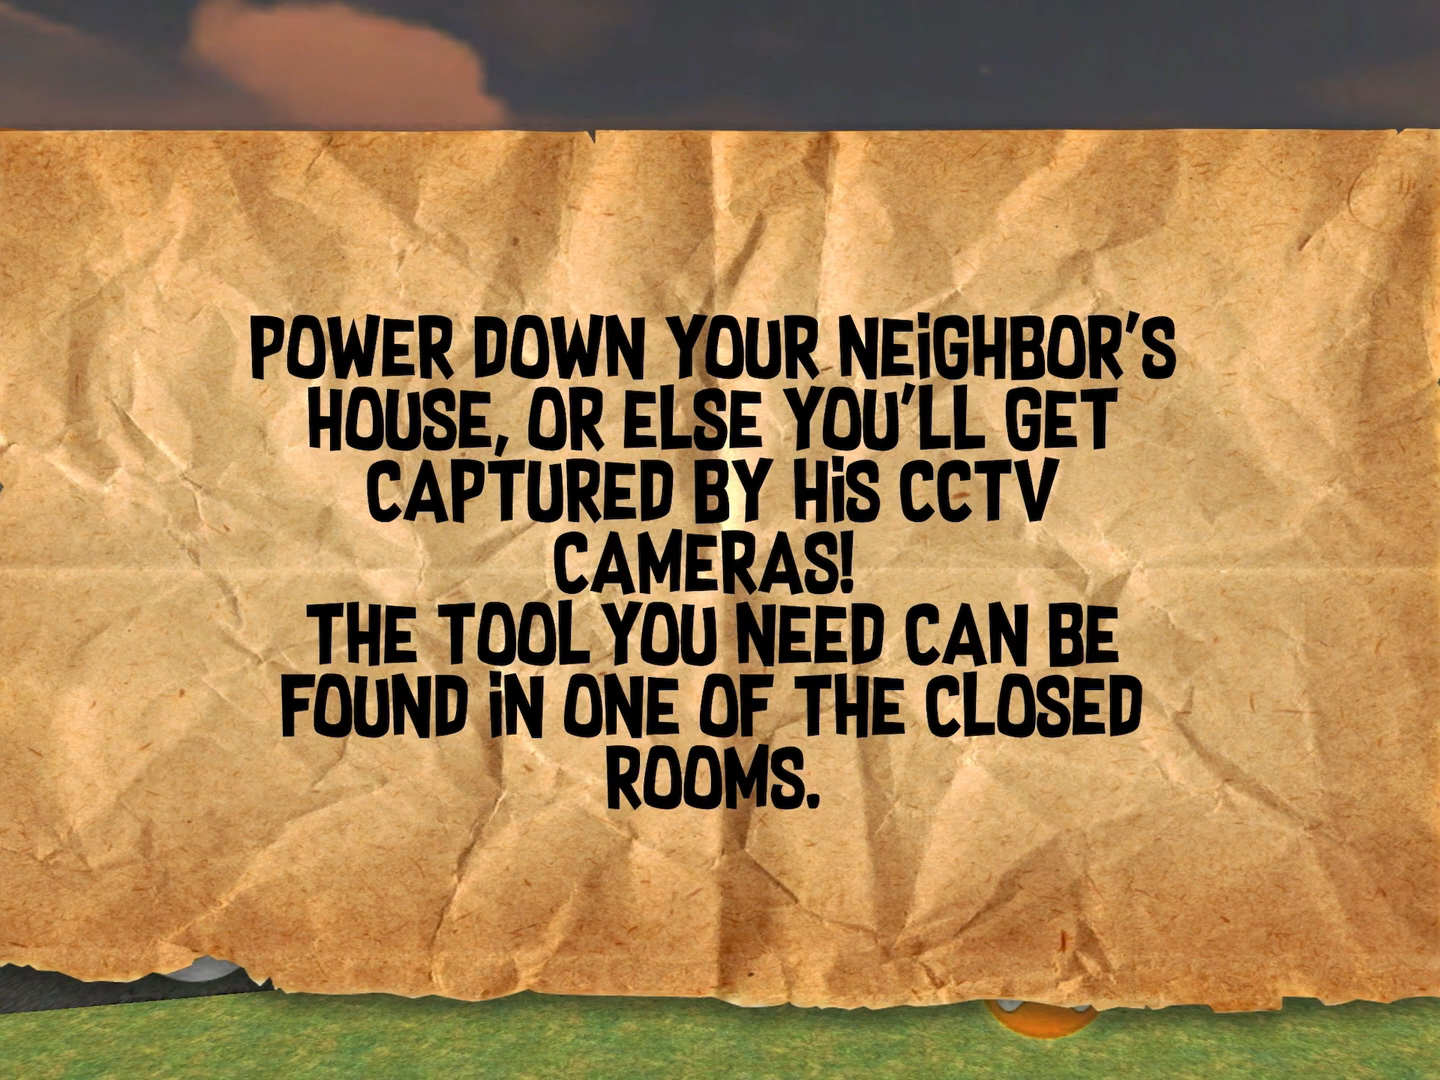 POWER DOWN YOUR NEiGHBOR'S
HOUSE, OR ELSE YOU'LL GET
CAPTURED BY HiS CCTV
CAMERAS!
THE TOOL YOU NEED CAN BE
FOUND iN ONE OF THE CLOSED
ROOMS.